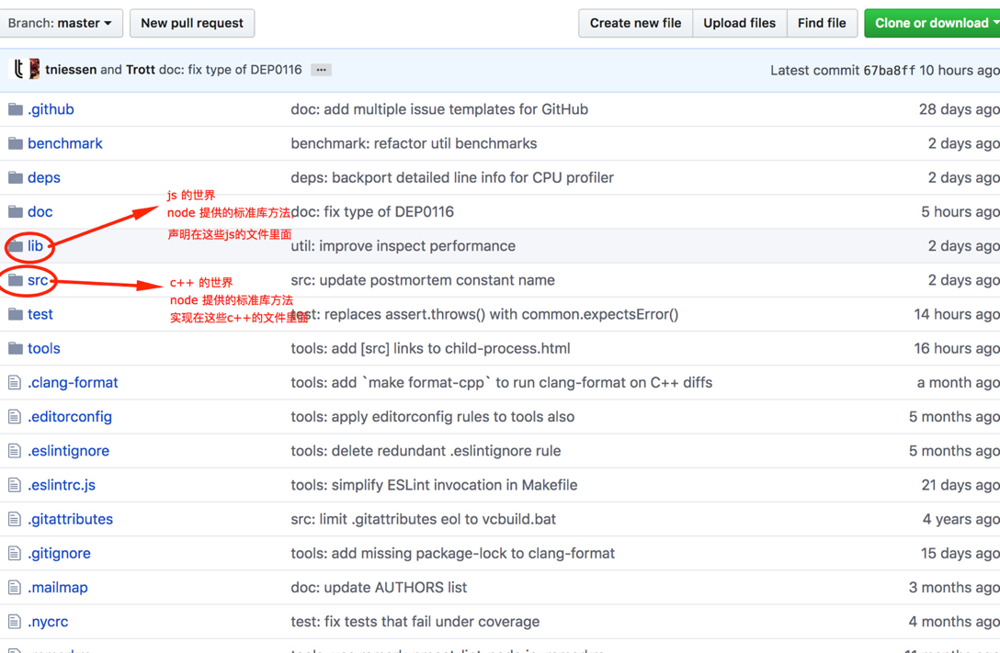 Branch: master
New pull request
Create new file
Upload files
Find file
Clone or download
tniessen and Trott doc: fix type of DEP0116 ...
Latest commit 67ba8ff 10 hours ago
.github doc: add multiple issue templates for GitHub 28 days ago
benchmark benchmark: refactor util benchmarks 2 days ago
deps deps: backport detailed line info for CPU profiler 2 days ago
js 的世界
node 提供的标准库方法
声明在这些js的文件里面
doc doc: fix type of DEP0116 5 hours ago
lib util: improve inspect performance 2 days ago
src src: update postmortem constant name 2 days ago
c++ 的世界
node 提供的标准库方法
实现在这些c++的文件里面
test test: replaces assert.throws() with common.expectsError() 14 hours ago
tools tools: add [src] links to child-process.html 16 hours ago
.clang-format tools: add `make format-cpp` to run clang-format on C++ diffs a month ago
.editorconfig tools: apply editorconfig rules to tools also 5 months ago
.eslintignore tools: delete redundant .eslintignore rule 5 months ago
.eslintrc.js tools: simplify ESLint invocation in Makefile 21 days ago
.gitattributes src: limit .gitattributes eol to vcbuild.bat 4 years ago
.gitignore tools: add missing package-lock to clang-format 15 days ago
.mailmap doc: update AUTHORS list 3 months ago
.nycrc test: fix tests that fail under coverage 4 months ago